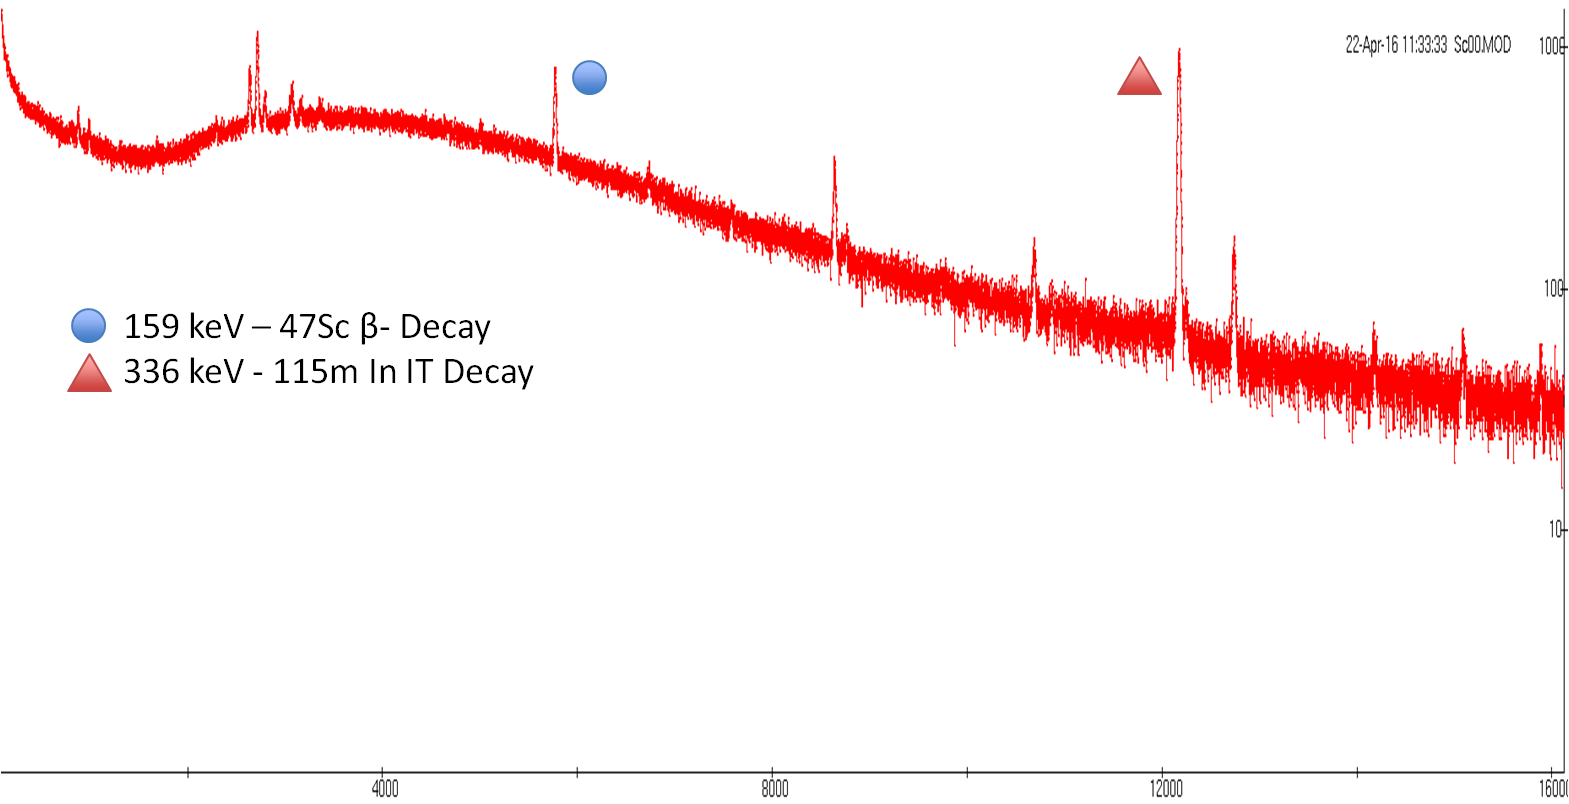 22-Apr-16 11:33:33 Sc00.MOD
1000
100
159 keV – 47Sc β- Decay
336 keV - 115m In IT Decay
10
4000
8000
12000
16000